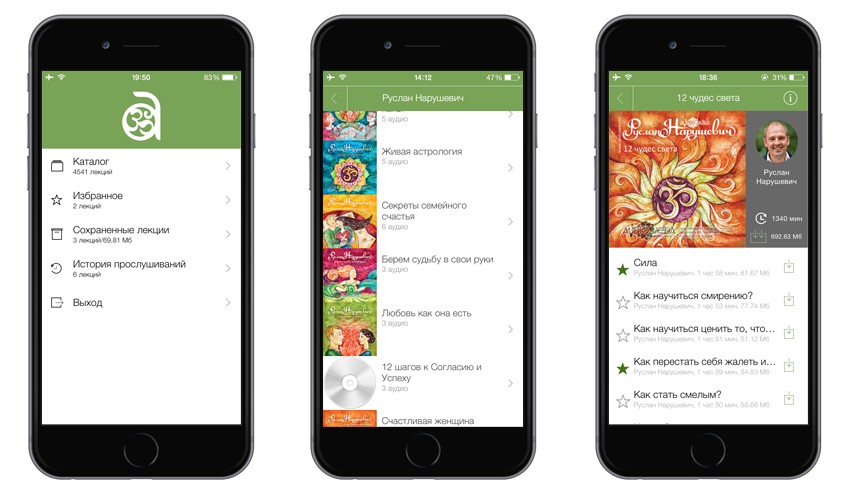 19:50
83%
Каталог
4541 лекций
Избранное
2 лекций
Сохраненные лекции
3 лекций/69.81 Мб
История прослушиваний
6 лекций
Выход
14:12
47%
Руслан Нарушевич
5 аудио
Живая астрология
5 аудио
Секреты семейного
счастья
6 аудио
Берем судьбу в свои руки
3 аудио
Любовь как она есть
3 аудио
12 шагов к Согласию и
Успеху
3 аудио
Счастливая женщина
18:36
31%
12 чудес света
Руслан Нарушевич
12 чудес света
Руслан
Нарушевич
1340 мин
692.63 Мб
Сила
Руслан Нарушевич, 1 час 58 мин, 81.67 Мб
Как научиться смирению?
Руслан Нарушевич, 1 час 53 мин, 77.74 Мб
Как научиться ценить то, что...
Руслан Нарушевич, 1 час 51 мин, 51.12 Мб
Как перестать себя жалеть и...
Руслан Нарушевич, 1 час 59 мин, 54.83 Мб
Как стать смелым?
Руслан Нарушевич, 1 час 50 мин, 50.66 Мб